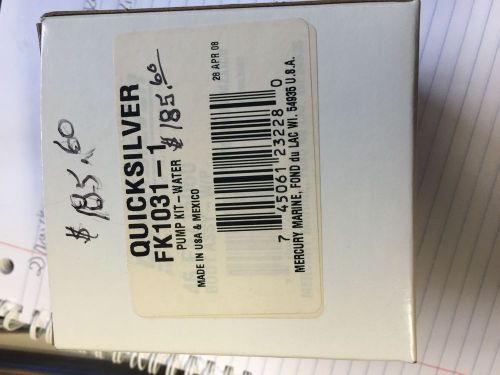 $ 185.60
QUICKSILVER
FK1031-1
PUMP KIT-WATER
$ 185.60
MADE IN USA & MEXICO
28 APR 08
7 45061 23228 0
MERCURY MARINE, FOND du LAC WI. 54935 U.S.A.